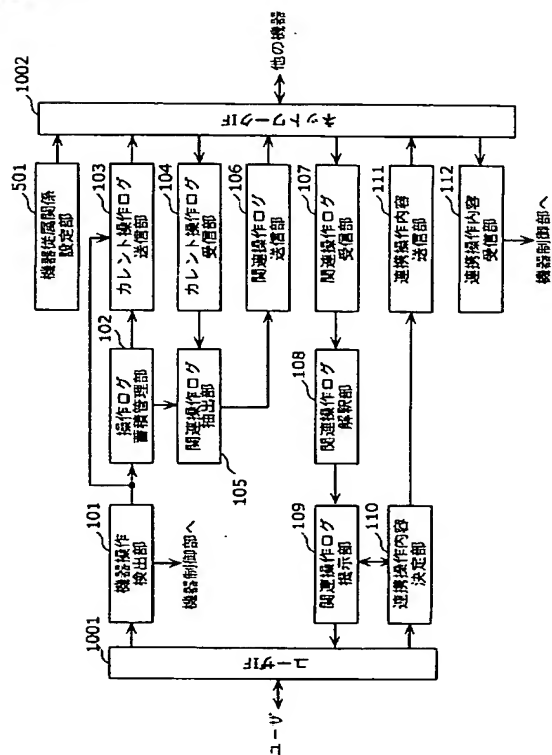 ユーザ
1001
ユーザIF
101
機器操作
検出部
機器制御部へ
102
操作ログ
蓄積管理部
103
カレント操作ログ
送信部
501
機器従属関係
設定部
104
カレント操作ログ
受信部
105
関連操作ログ
抽出部
106
関連操作ログ
送信部
107
関連操作ログ
受信部
108
関連操作ログ
解釈部
109
関連操作ログ
提示部
110
連携操作内容
決定部
111
連携操作内容
送信部
112
連携操作内容
受信部
機器制御部へ
1002
ネットワークIF
他の機器